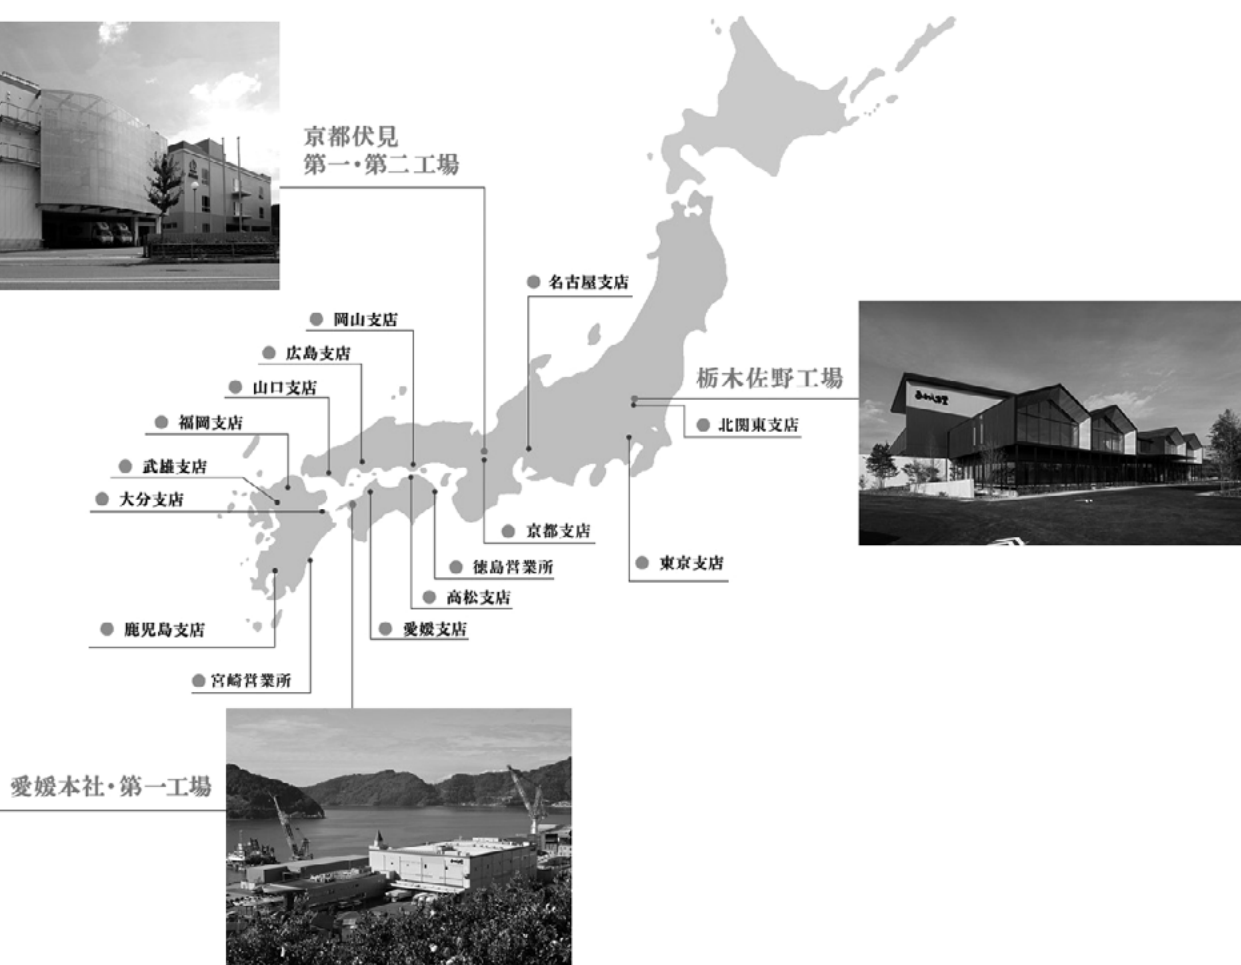 京都伏見
第一・第二工場
名古屋支店
岡山支店
広島支店
山口支店
栃木佐野工場
福岡支店
北関東支店
武雄支店
大分支店
京都支店
徳島営業所
東京支店
高松支店
鹿児島支店
愛媛支店
宮崎営業所
愛媛本社・第一工場